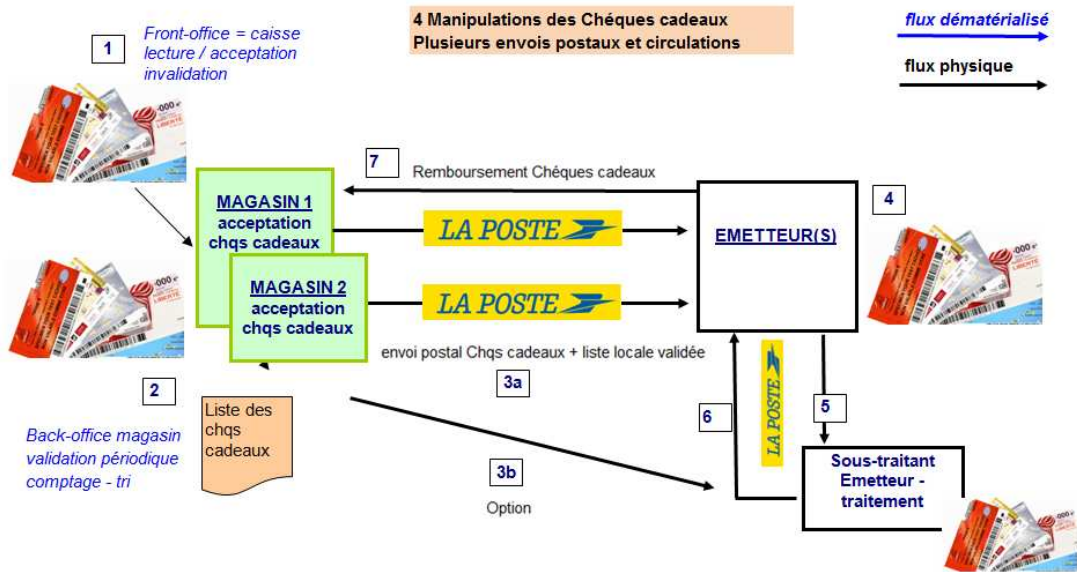 4 Manipulations des Chéques cadeaux
Plusieurs envois postaux et circulations
flux dématérialisé
flux physique
1
Front-office = caisse
lecture / acceptation
invalidation
7
Remboursement Chéques cadeaux
MAGASIN 1
acceptation
chqs cadeaux
LA POSTE
EMETTEUR(S)
4
MAGASIN 2
acceptation
chqs cadeaux
LA POSTE
envoi postal Chqs cadeaux + liste locale validée
3a
2
Back-office magasin
validation périodique
comptage - tri
Liste des
chqs
cadeaux
3b
Option
6
LA POSTE
5
Sous-traitant
Emetteur -
traitement